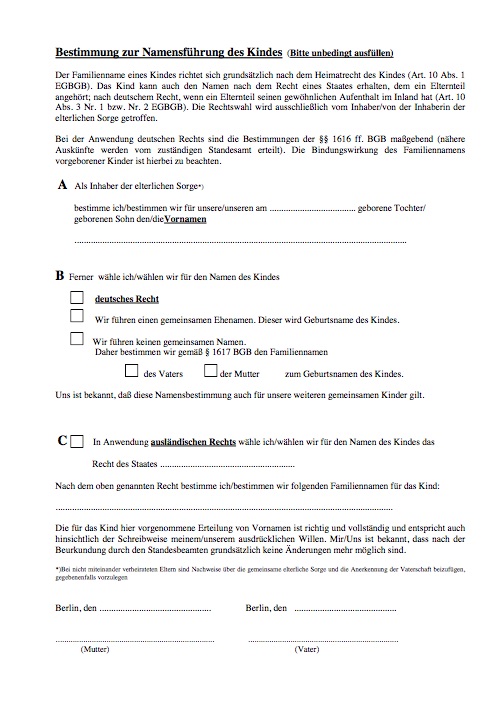 Bestimmung zur Namensführung des Kindes (Bitte unbedingt ausfüllen)
Der Familienname eines Kindes richtet sich grundsätzlich nach dem Heimatrecht des Kindes (Art. 10 Abs. 1
EGBGB). Das Kind kann auch den Namen nach dem Recht eines Staates erhalten, dem ein Elternteil
angehört; nach deutschem Recht, wenn ein Elternteil seinen gewöhnlichen Aufenthalt im Inland hat (Art. 10
Abs. 3 Nr. 1 bzw. Nr. 2 EGBGB). Die Rechtswahl wird ausschließlich vom Inhaber/von der Inhaberin der
elterlichen Sorge getroffen.
Bei der Anwendung deutschen Rechts sind die Bestimmungen der §§ 1616 ff. BGB maßgebend (nähere
Auskünfte werden vom zuständigen Standesamt erteilt). Die Bindungswirkung des Familiennamens
vorgeborener Kinder ist hierbei zu beachten.
A Als Inhaber der elterlichen Sorge*)
bestimme ich/bestimmen wir für unsere/unseren am .................................... geborene Tochter/
geborenen Sohn den/dieVornamen
.............................................................................................................................................
B Ferner wähle ich/wählen wir für den Namen des Kindes
deutsches Recht
Wir führen einen gemeinsamen Ehenamen. Dieser wird Geburtsname des Kindes.
Wir führen keinen gemeinsamen Namen.
Daher bestimmen wir gemäß § 1617 BGB den Familiennamen
des Vaters der Mutter zum Geburtsnamen des Kindes.
Uns ist bekannt, daß diese Namensbestimmung auch für unsere weiteren gemeinsamen Kinder gilt.
C In Anwendung ausländischen Rechts wähle ich/wählen wir für den Namen des Kindes das
Recht des Staates .........................................................
Nach dem oben genannten Recht bestimme ich/bestimmen wir folgenden Familiennamen für das Kind:
...............................................................................................................................................
Die für das Kind hier vorgenommene Erteilung von Vornamen ist richtig und vollständig und entspricht auch
hinsichtlich der Schreibweise meinem/unserem ausdrücklichen Willen. Mir/Uns ist bekannt, dass nach der
Beurkundung durch den Standesbeamten grundsätzlich keine Änderungen mehr möglich sind.
*)Bei nicht miteinander verheirateten Eltern sind Nachweise über die gemeinsame elterliche Sorge und die Anerkennung der Vaterschaft beizufügen,
gegebenenfalls vorzulegen
Berlin, den ............................................... Berlin, den ...........................................
.................................................................... ................................................................
(Mutter) (Vater)